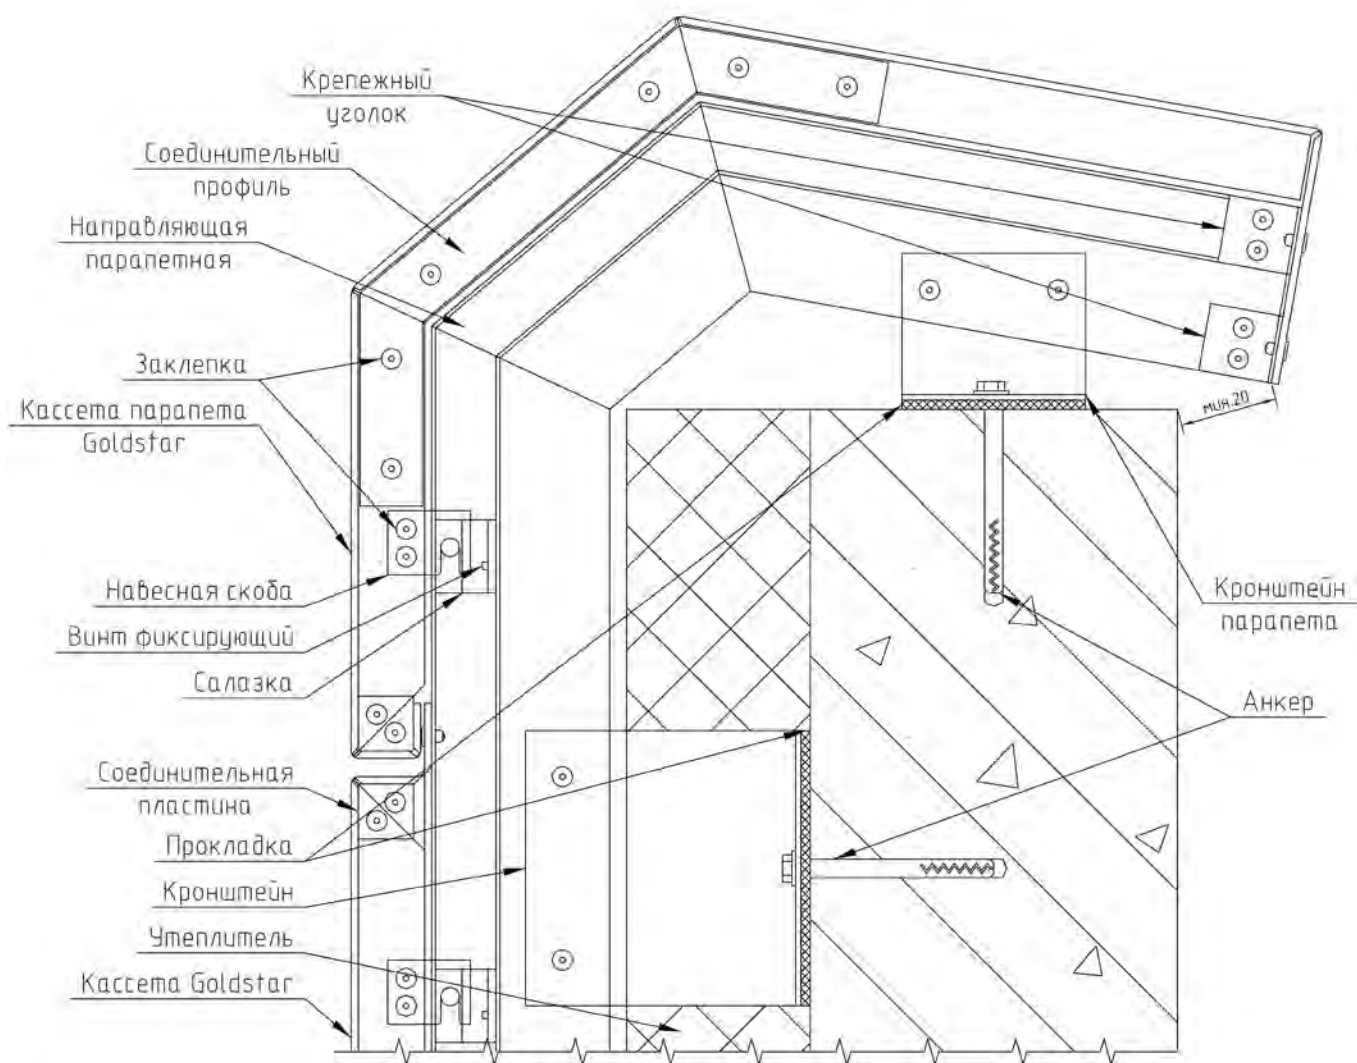 Крепежный
уголок
Соединительный
профиль
Направляющая
парапетная
Заклепка
Кассета парапета
Goldstar
Навесная скоба
Винт фиксирующий
Салазка
Соединительная
пластина
Прокладка
Кронштейн
Утеплитель
Кассета Goldstar
мин.20
Кронштейн
парапета
Анкер